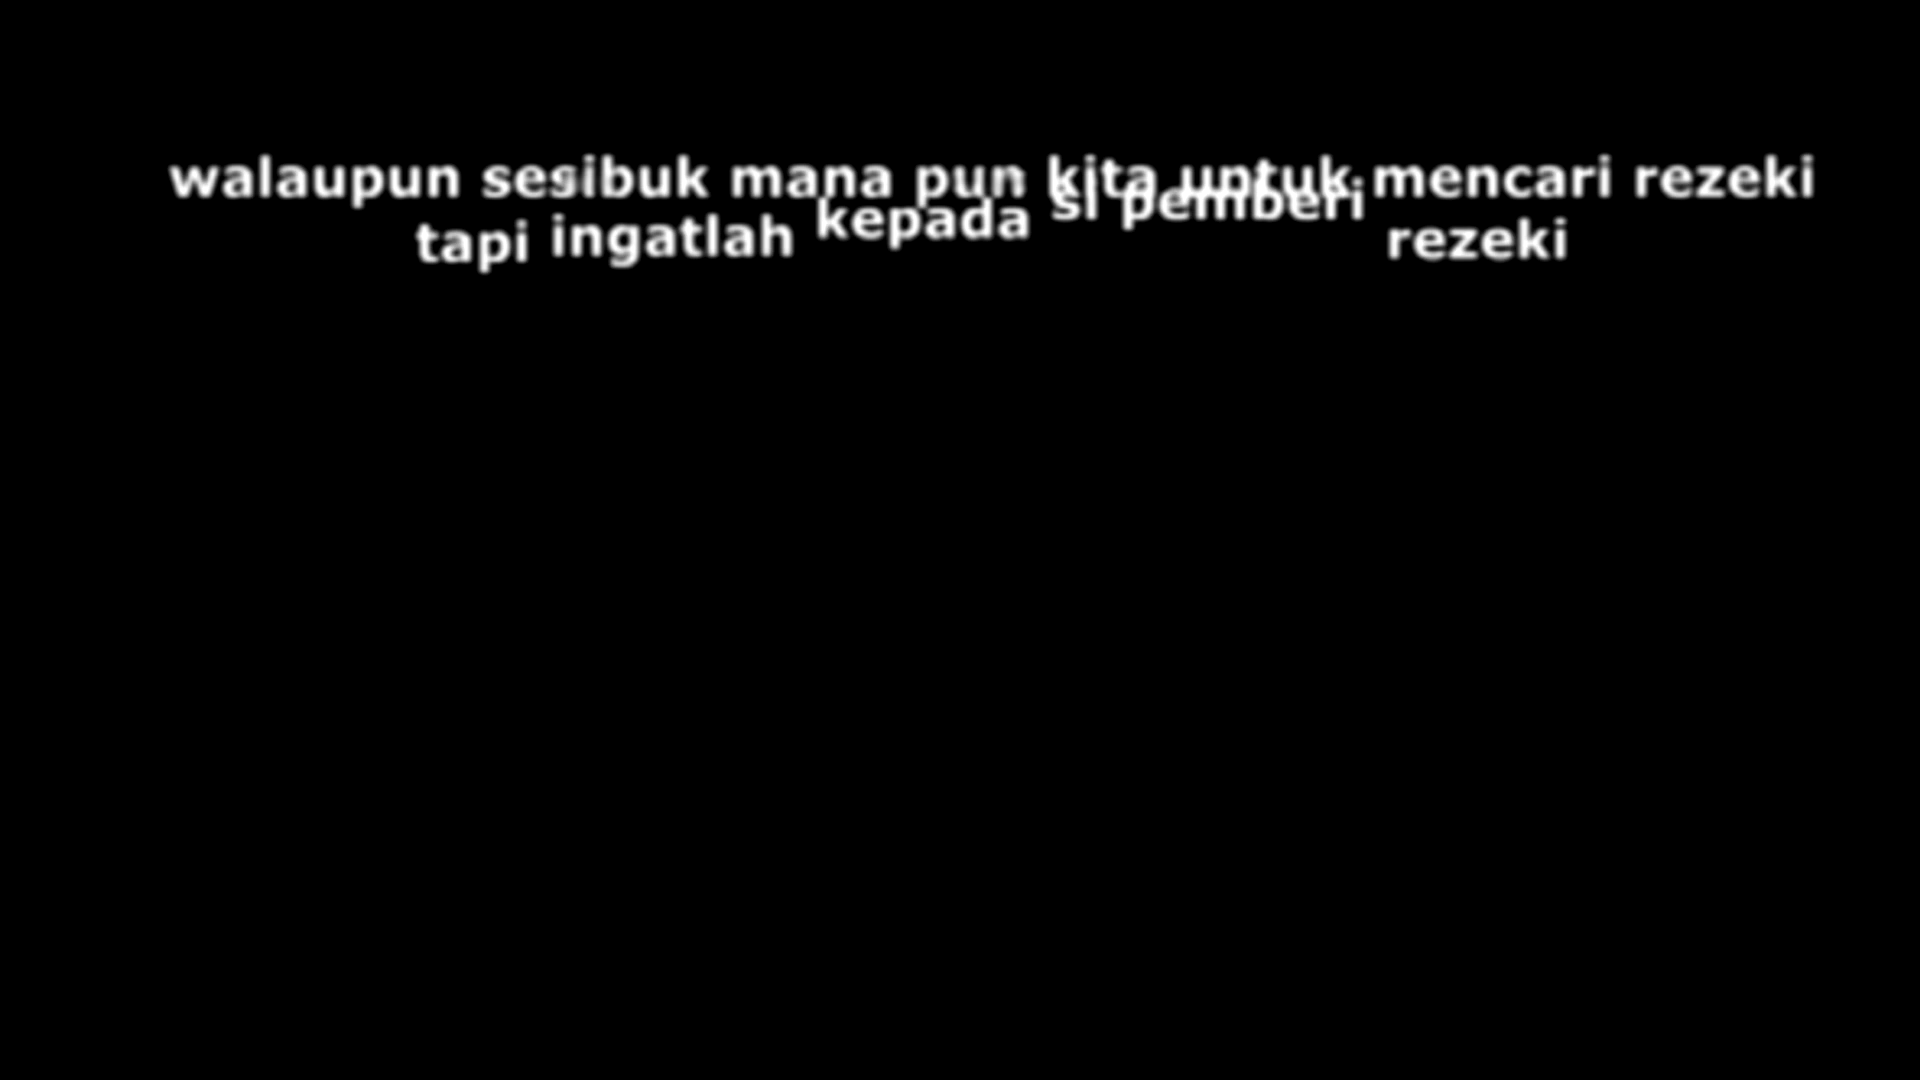 walaupun sesibuk mana pun kita untuk mencari rezeki
tapi ingatlah kepada si pemberi rezeki